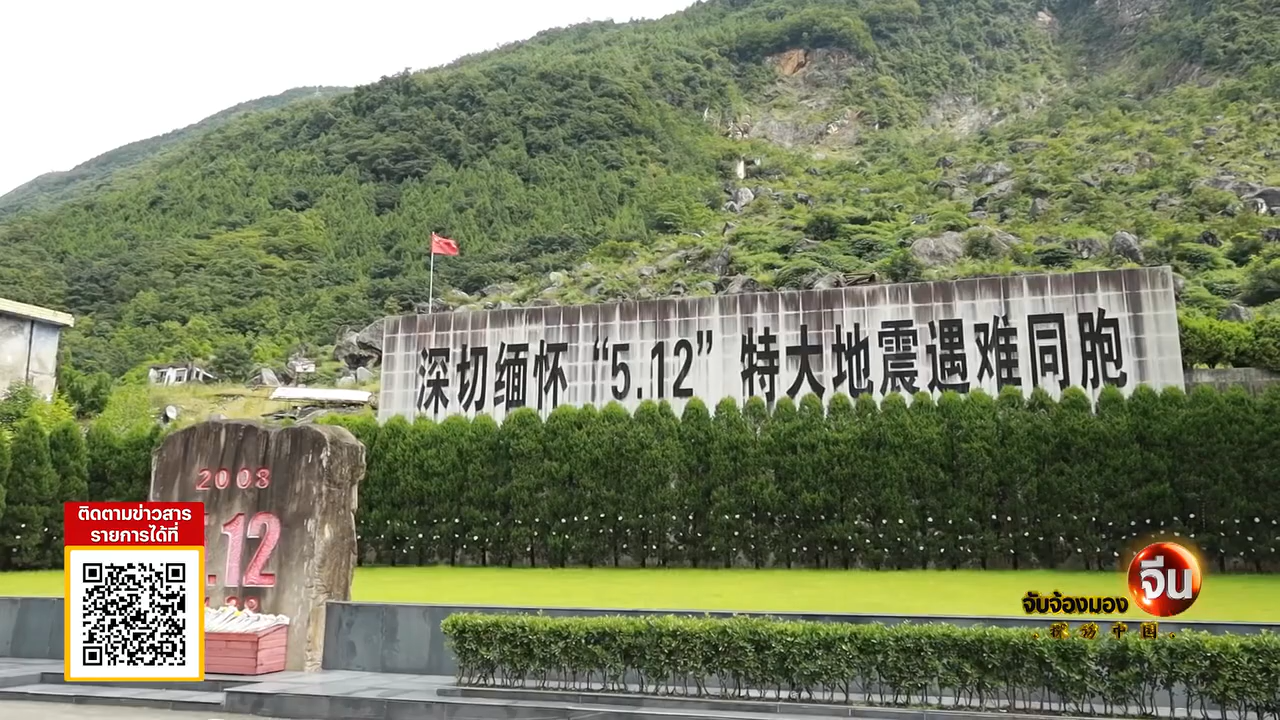 深切缅怀“5.12”特大地震遇难同胞
2008
.12
ติดตามข่าวสาร
รายการได้ที่
จับจ้องมอง
จีน
探访中国